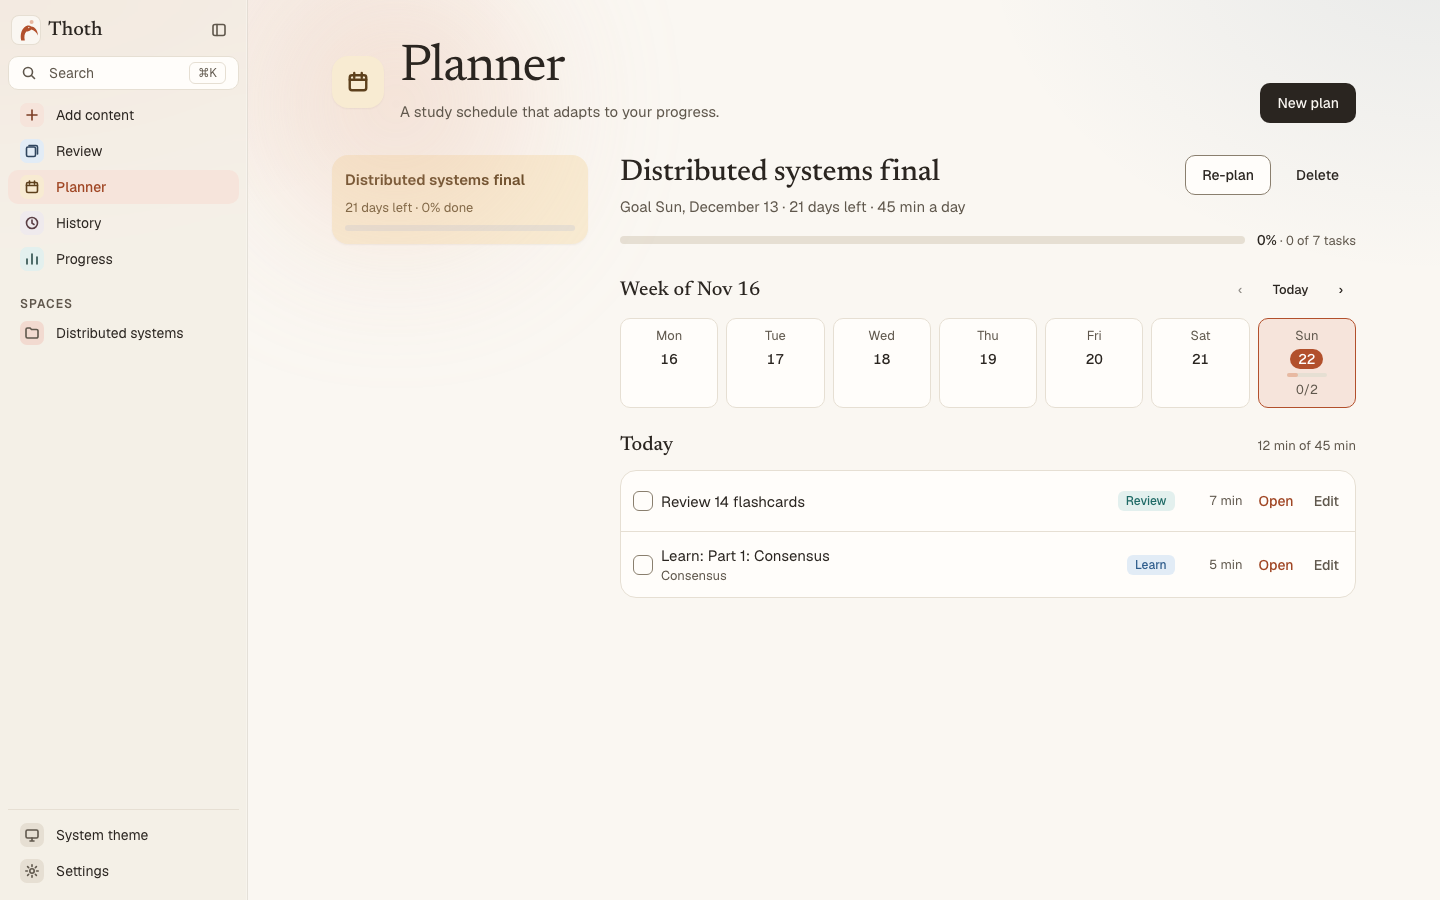 Thoth
Search ⌘K
Add content
Review
Planner
History
Progress
SPACES
Distributed systems
System theme
Settings
Planner
A study schedule that adapts to your progress.
New plan
Distributed systems final
21 days left · 0% done
Distributed systems final
Re-plan Delete
Goal Sun, December 13 · 21 days left · 45 min a day
0% · 0 of 7 tasks
Week of Nov 16
‹ Today ›
Mon Tue Wed Thu Fri Sat Sun
16 17 18 19 20 21 22
0/2
Today
12 min of 45 min
Review 14 flashcards Review 7 min Open Edit
Learn: Part 1: Consensus
Consensus
Learn 5 min Open Edit